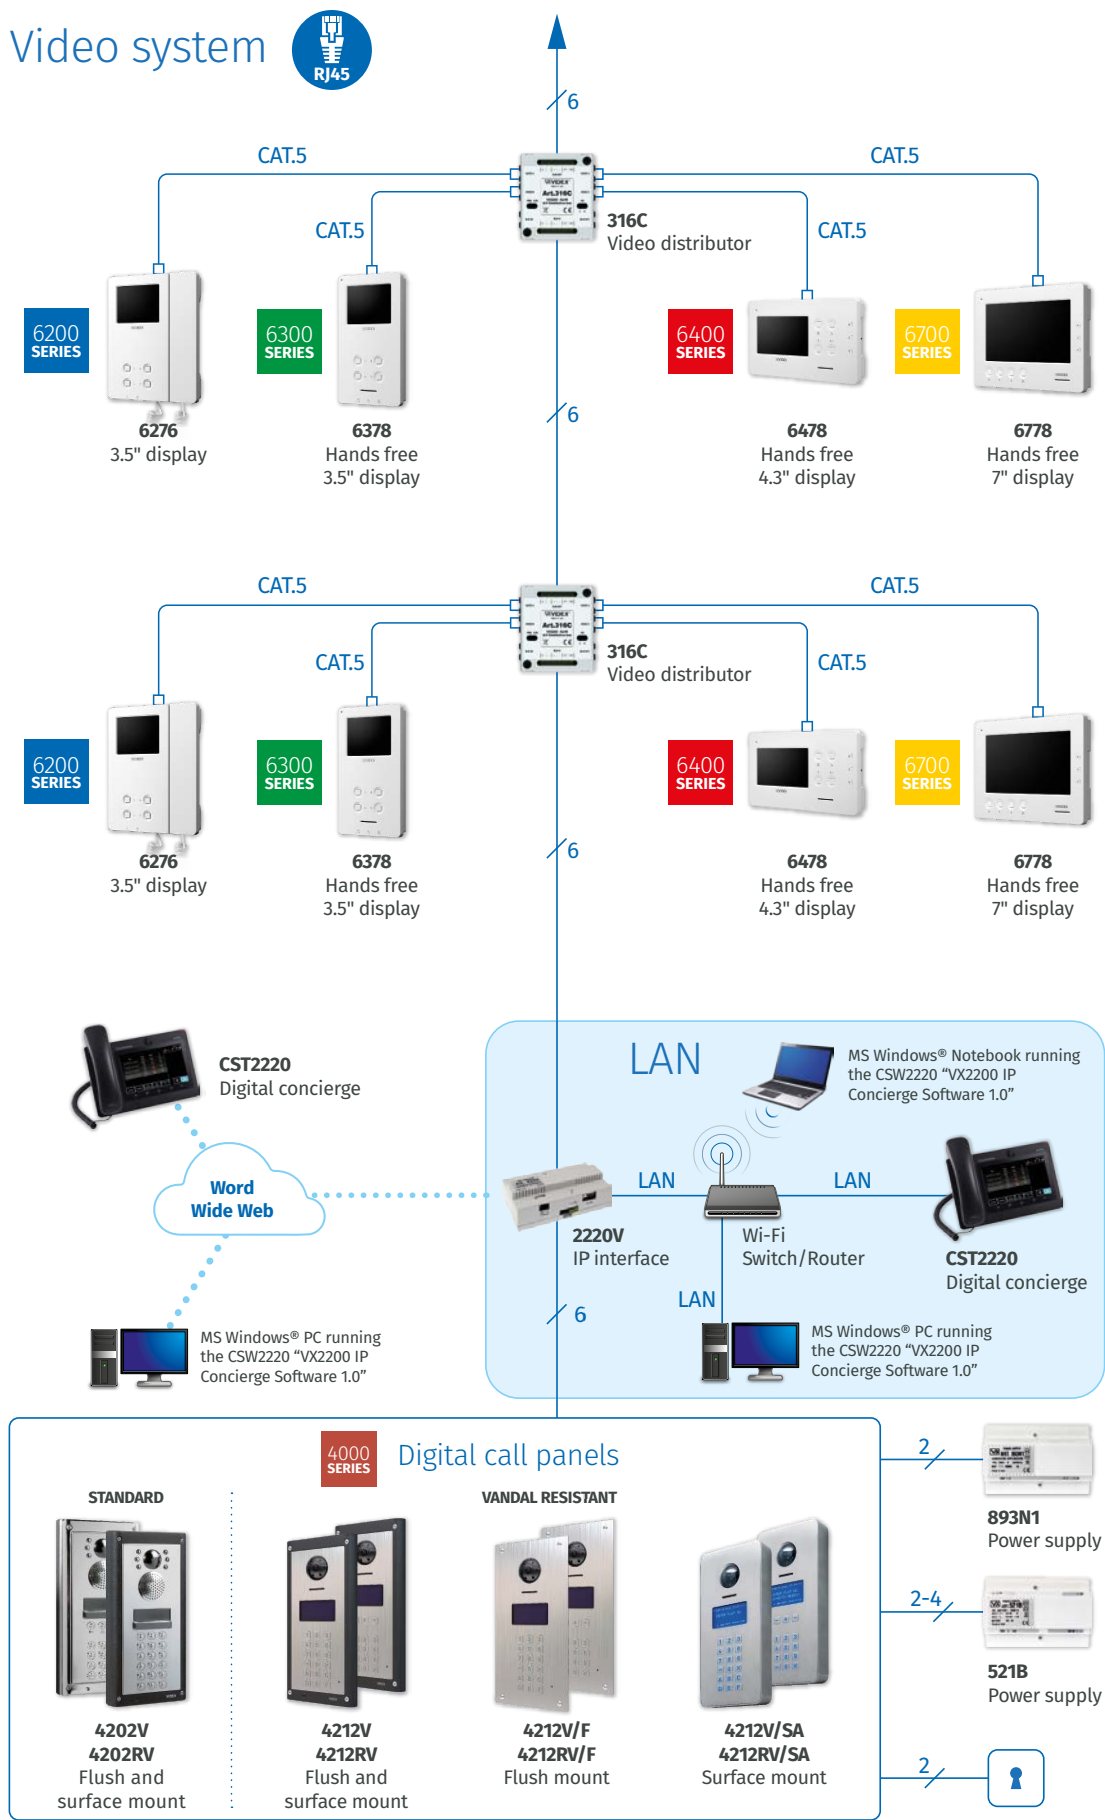 Video system
RJ45
6
CAT.5
CAT.5
VIDEX
Art.316C
316C
Video distributor
CAT.5
CAT.5
6200
SERIES
6300
SERIES
6400
SERIES
6700
SERIES
6
6276
3.5" display
6378
Hands free
3.5" display
6478
Hands free
4.3" display
6778
Hands free
7" display
CAT.5
CAT.5
VIDEX
Art.316C
316C
Video distributor
CAT.5
CAT.5
6200
SERIES
6300
SERIES
6400
SERIES
6700
SERIES
6
6276
3.5" display
6378
Hands free
3.5" display
6478
Hands free
4.3" display
6778
Hands free
7" display
CST2220
Digital concierge
LAN
MS Windows® Notebook running
the CSW2220 “VX2200 IP
Concierge Software 1.0”
Word
Wide Web
LAN
LAN
2220V
IP interface
Wi-Fi
Switch/Router
CST2220
Digital concierge
LAN
6
MS Windows® PC running
the CSW2220 “VX2200 IP
Concierge Software 1.0”
MS Windows® PC running
the CSW2220 “VX2200 IP
Concierge Software 1.0”
4000
SERIES
Digital call panels
STANDARD
VANDAL RESISTANT
2
893N1
Power supply
2-4
521B
Power supply
4202V
4202RV
Flush and
surface mount
4212V
4212RV
Flush and
surface mount
4212V/F
4212RV/F
Flush mount
4212V/SA
4212RV/SA
Surface mount
2